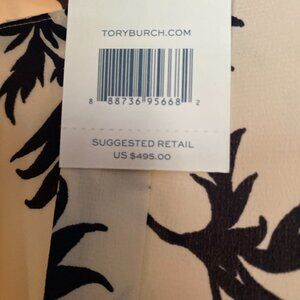 TORYBURCH.COM
8 88736 95668 2
SUGGESTED RETAIL
US $495.00